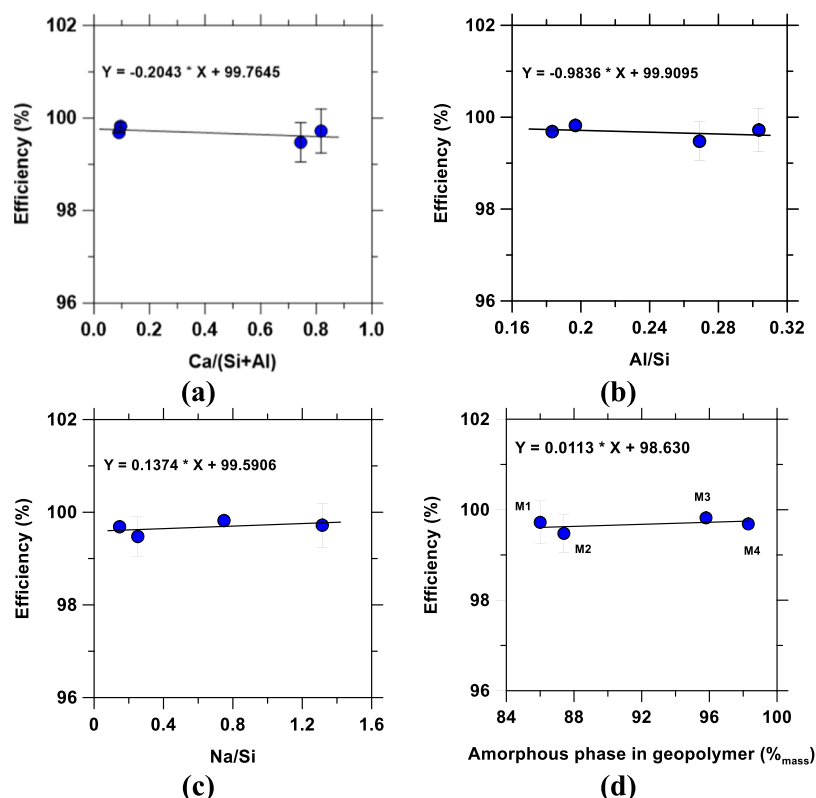 102
100
98
96
Efficiency (%)
Y = -0.2043 * X + 99.7645
0.0 0.2 0.4 0.6 0.8 1.0
Ca/(Si+Al)
(a)
102
100
98
96
Efficiency (%)
Y = -0.9836 * X + 99.9095
0.16 0.2 0.24 0.28 0.32
Al/Si
(b)
102
100
98
96
Efficiency (%)
Y = 0.1374 * X + 99.5906
0 0.4 0.8 1.2 1.6
Na/Si
(c)
102
100
98
96
Efficiency (%)
Y = 0.0113 * X + 98.630
M1
M2
M3
M4
84 88 92 96 100
Amorphous phase in geopolymer (%mass)
(d)